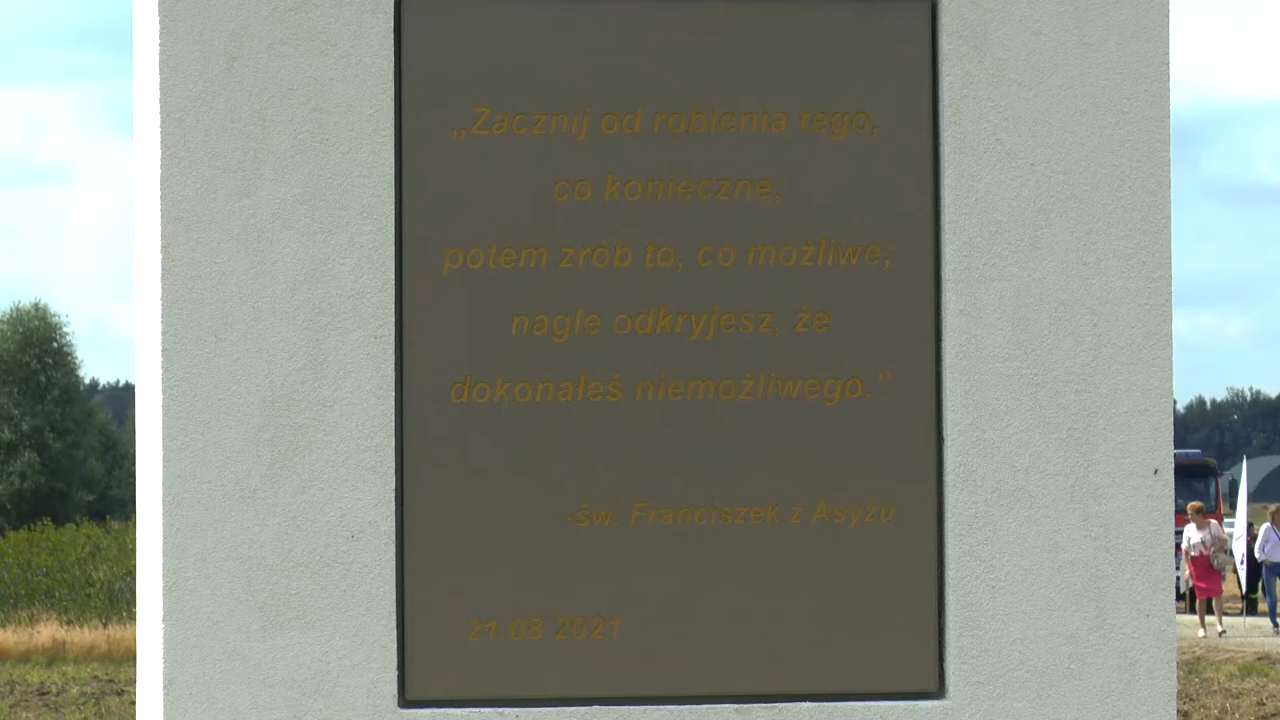 „Zacznij od robienia tego,
co konieczne;
potem zrób to, co możliwe;
nagle odkryjesz, że
dokonałeś niemożliwego."
-św. Franciszek z Asyżu
21.08.2021